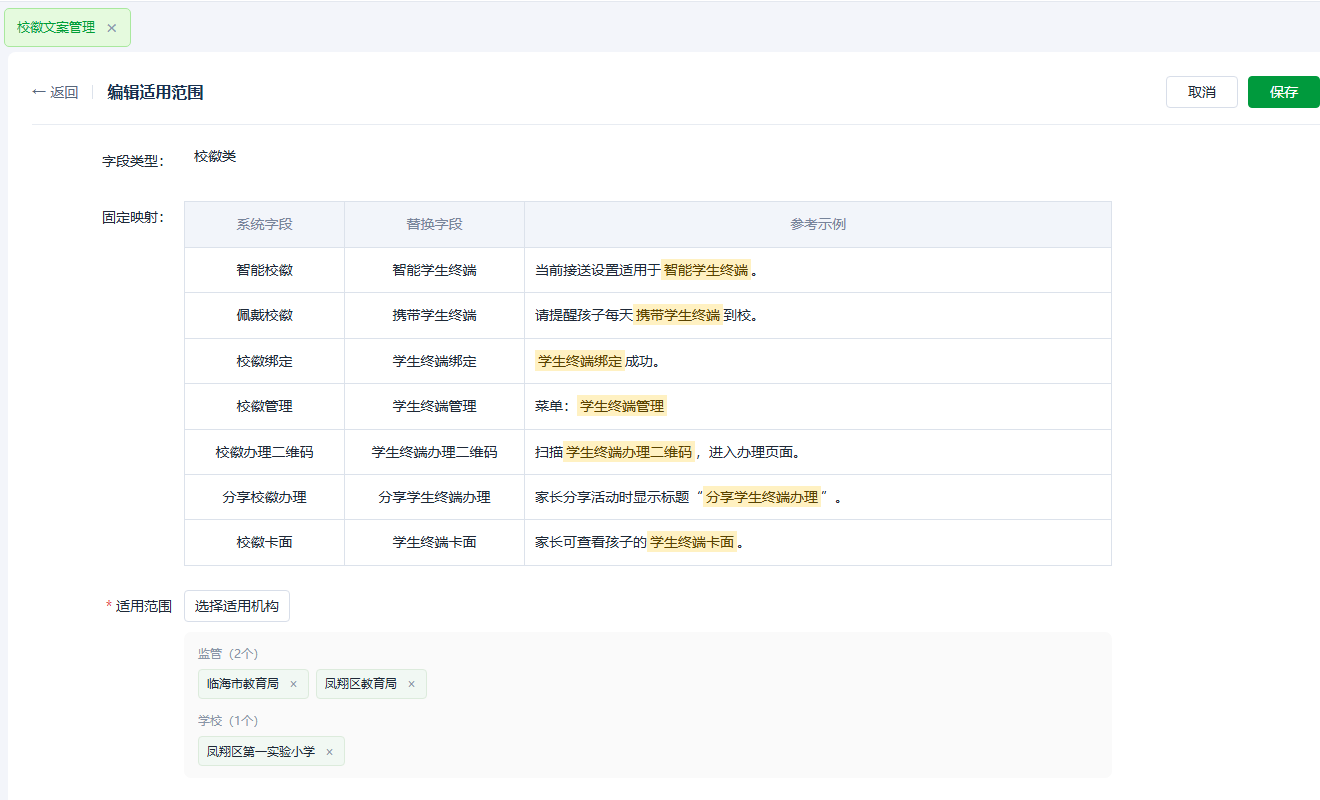 校徽文案管理 ×
← 返回 编辑适用范围 取消 保存
字段类型： 校徽类
固定映射：
系统字段 替换字段 参考示例
智能校徽 智能学生终端 当前接送设置适用于智能学生终端。
佩戴校徽 携带学生终端 请提醒孩子每天携带学生终端到校。
校徽绑定 学生终端绑定 学生终端绑定成功。
校徽管理 学生终端管理 菜单：学生终端管理
校徽办理二维码 学生终端办理二维码 扫描学生终端办理二维码，进入办理页面。
分享校徽办理 分享学生终端办理 家长分享活动时显示标题“分享学生终端办理”。
校徽卡面 学生终端卡面 家长可查看孩子的学生终端卡面。
* 适用范围 选择适用机构
监管（2个）
临海市教育局 × 凤翔区教育局 ×
学校（1个）
凤翔区第一实验小学 ×